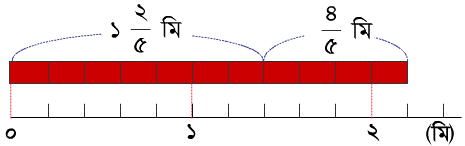 ১ ২/৫ মি ৪/৫ মি
০ ১ ২ (মি)